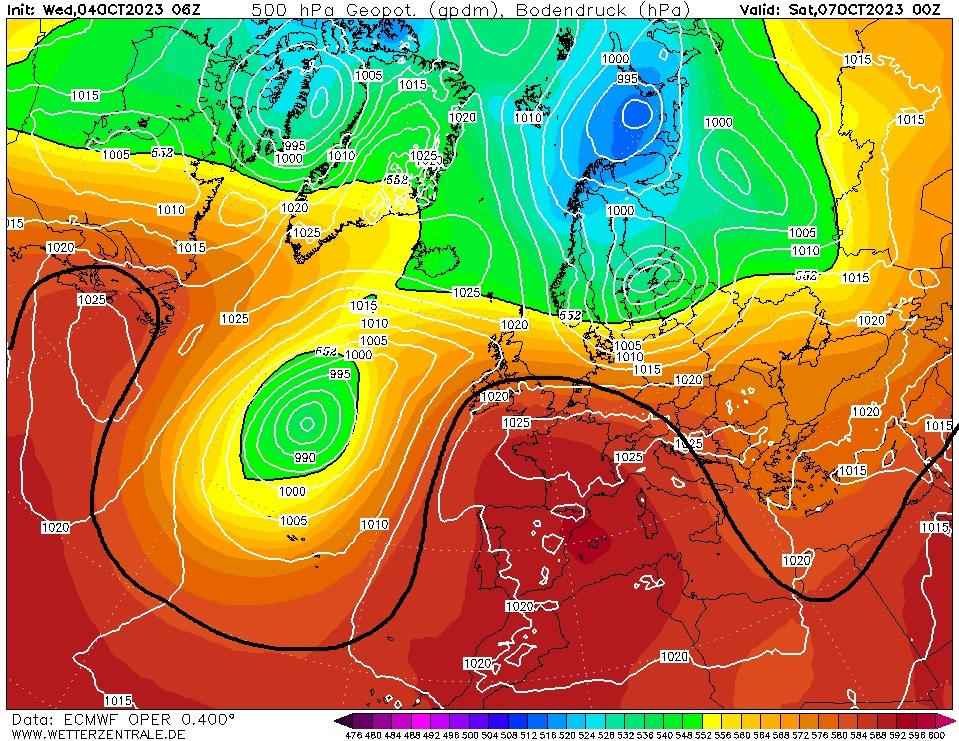 Init: Wed,04OCT2023 06Z 500 hPa Geopot. (gpdm), Bodendruck (hPa) Valid: Sat,07OCT2023 00Z
1000
1005 1015
995
1015
1015
1020 1010 1015
1000
995
1005 552 1000 1010 1025
552
1010 1020 1000
015
1025 1005
1020 1015 1010
552 1015
1025 1025
1015
1025 1010 1020 552 1020
1005 1005
552 1000 1010
995 1015
1020
1020 1020
1025 1015
1025
1025
990 1015
1000
1005 1010
1020 1015
1020
1020
1020 1020
1015
Data: ECMWF OPER 0.400°
WWW.WETTERZENTRALE.DE
476 480 484 488 492 496 500 504 508 512 516 520 524 528 532 536 540 544 548 552 556 560 564 568 572 576 580 584 588 592 596 600